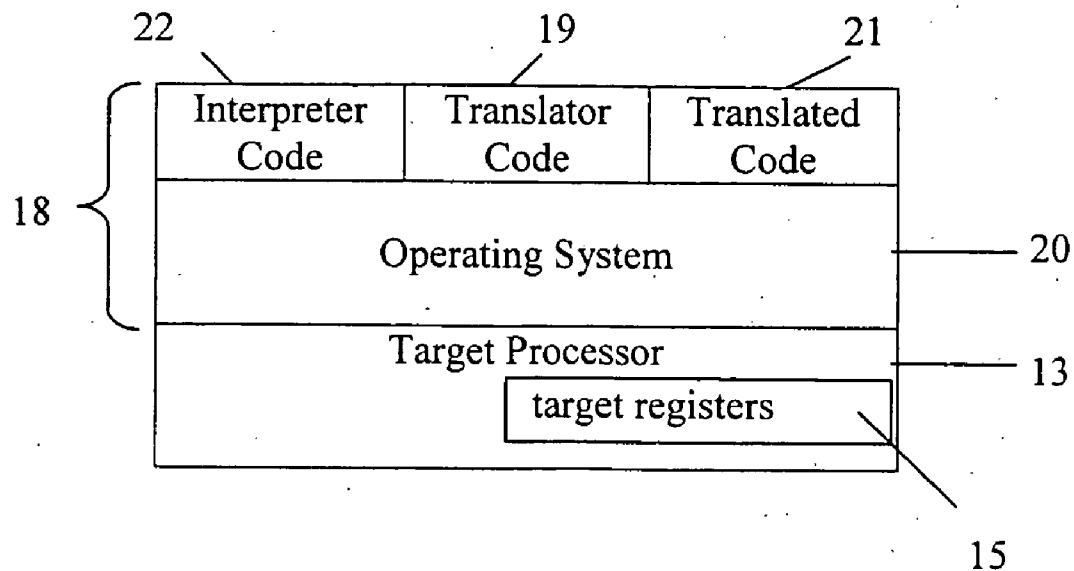 22 19 21
Interpreter Code
Translator Code
Translated Code
18
Operating System
20
Target Processor
13
target registers
15